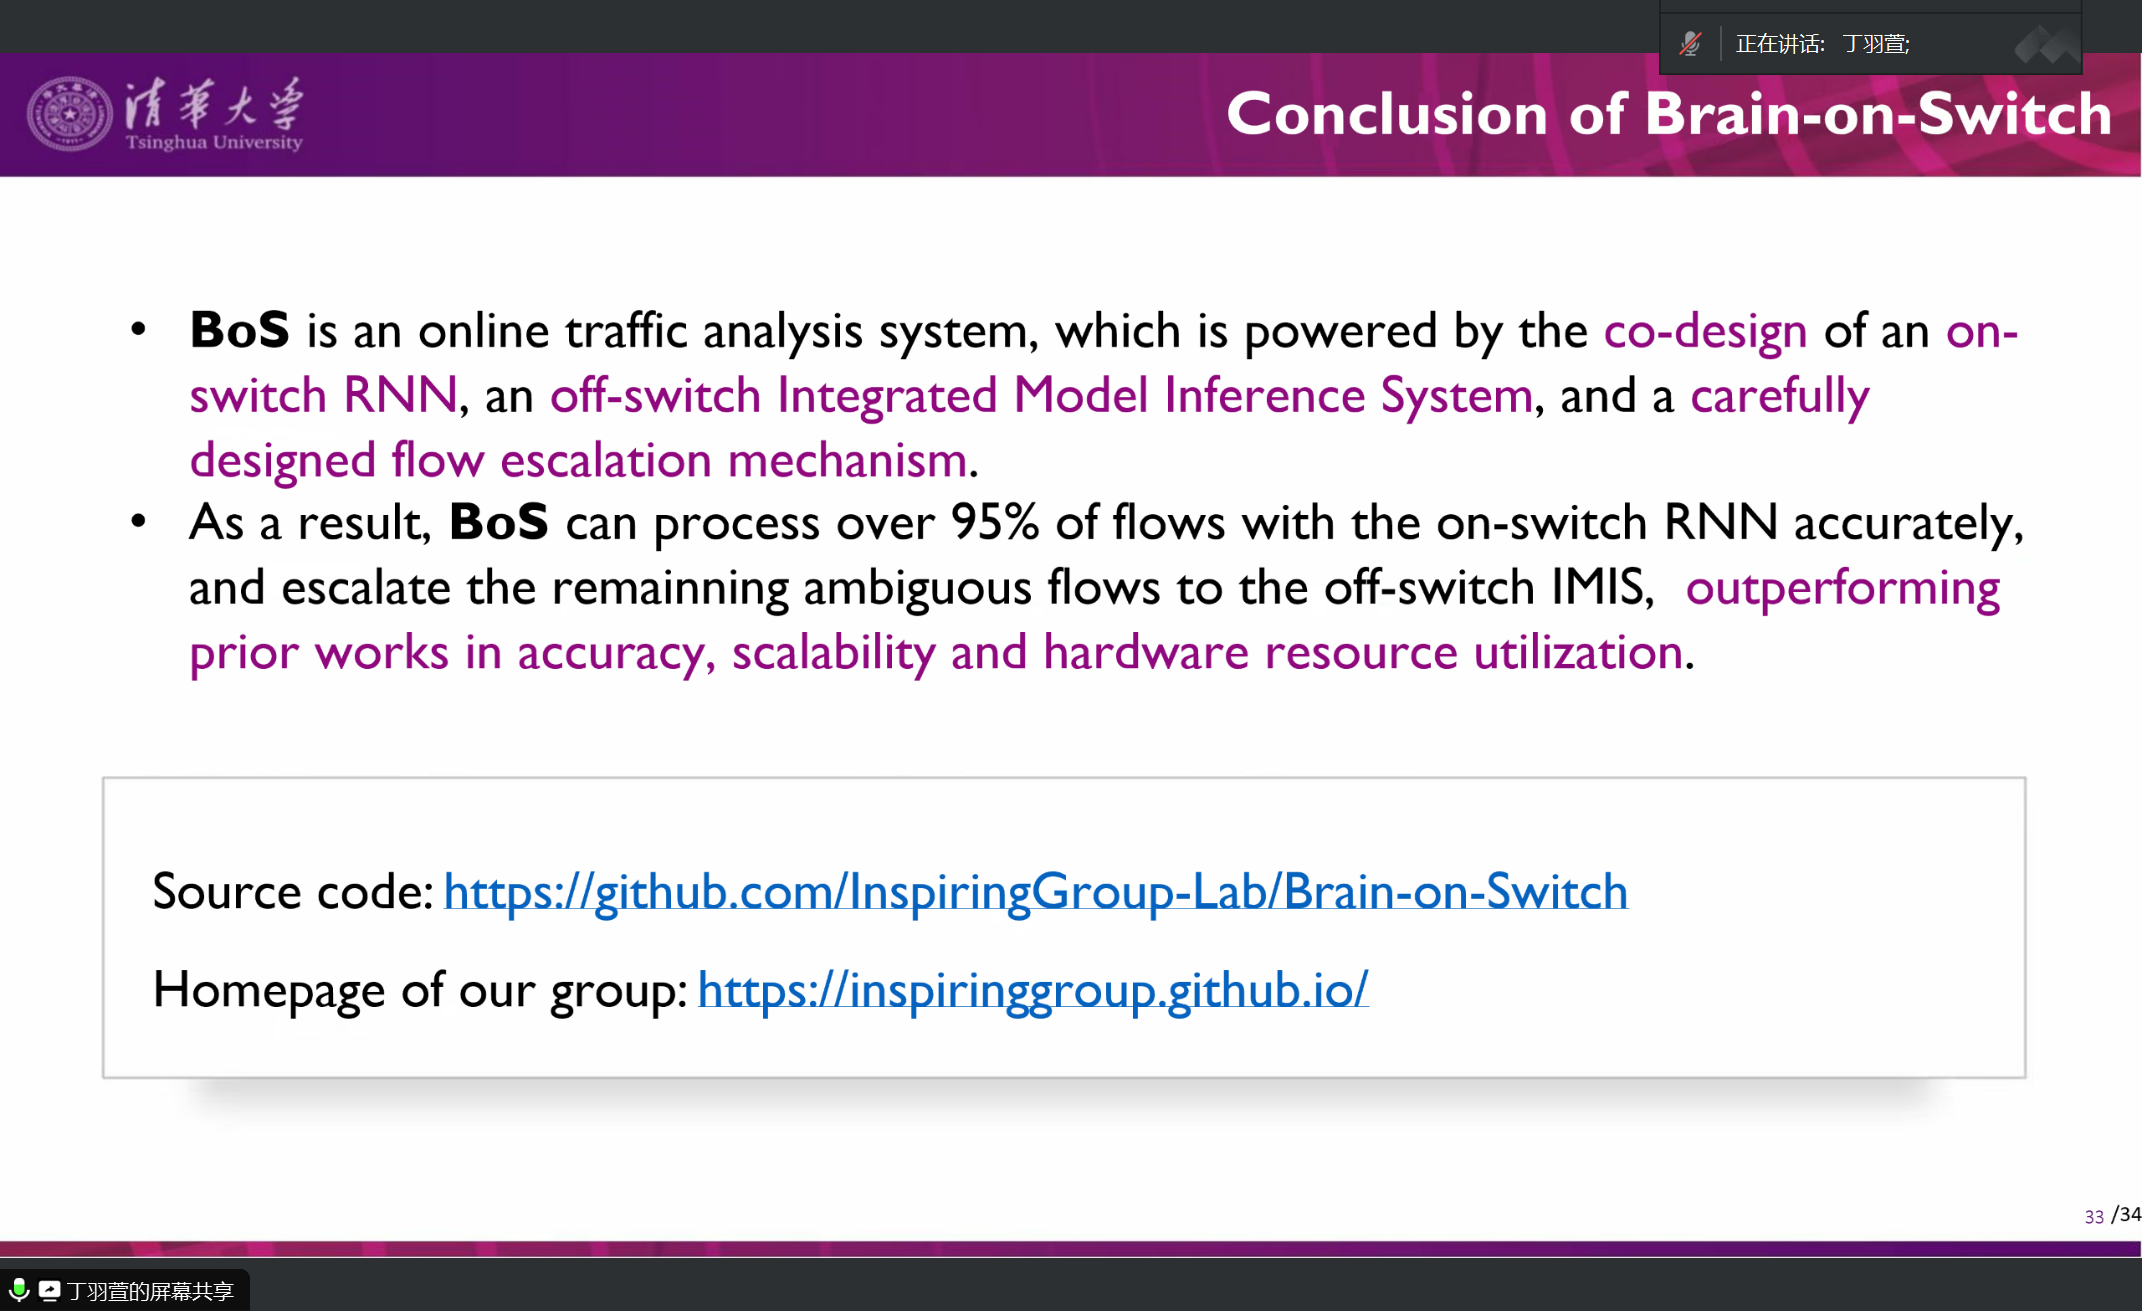 正在讲话: 丁羽萱;
清华大学
Tsinghua University
Conclusion of Brain-on-Switch
• BoS is an online traffic analysis system, which is powered by the co-design of an on-
switch RNN, an off-switch Integrated Model Inference System, and a carefully
designed flow escalation mechanism.
• As a result, BoS can process over 95% of flows with the on-switch RNN accurately,
and escalate the remainning ambiguous flows to the off-switch IMIS, outperforming
prior works in accuracy, scalability and hardware resource utilization.
Source code: https://github.com/InspiringGroup-Lab/Brain-on-Switch
Homepage of our group: https://inspiringgroup.github.io/
33 /34
丁羽萱的屏幕共享